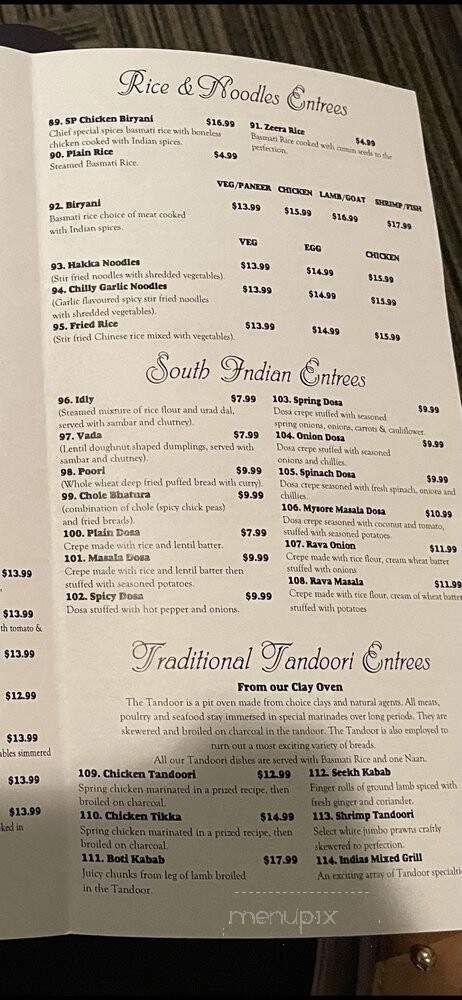 Rice & Noodles Entrees
89. SP Chicken Biryani $16.99
Chief special spices basmati rice with boneless
chicken cooked with Indian spices.
90. Plain Rice $4.99
Steamed Basmati Rice.
91. Zeera Rice $4.99
Basmati Rice cooked with cumin seeds to the
perfection.
VEG/PANEER CHICKEN LAMB/GOAT SHRIMP/FISH
92. Biryani $13.99 $15.99 $16.99 $17.99
Basmati rice choice of meat cooked
with Indian spices.
VEG EGG CHICKEN
93. Hakka Noodles $13.99 $14.99 $15.99
(Stir fried noodles with shredded vegetables).
94. Chilly Garlic Noodles $13.99 $14.99 $15.99
(Garlic flavoured spicy stir fried noodles
with shredded vegetables).
95. Fried Rice $13.99 $14.99 $15.99
(Stir fried Chinese rice mixed with vegetables).
South Indian Entrees
96. Idly $7.99
(Steamed mixture of rice flour and urad dal,
served with sambar and chutney).
97. Vada $7.99
(Lentil doughnut shaped dumplings, served with
sambar and chutney).
98. Poori $9.99
(Whole wheat deep fried puffed bread with curry).
99. Chole Bhatura $9.99
(combination of chole (spicy chick peas)
and fried breads).
100. Plain Dosa $7.99
Crepe made with rice and lentil batter.
101. Masala Dosa $9.99
Crepe made with rice and lentil batter then
stuffed with seasoned potatoes.
102. Spicy Dosa $9.99
Dosa stuffed with hot pepper and onions.
103. Spring Dosa $9.99
Dosa crepe stuffed with seasoned
spring onions, onions, carrots & cauliflower.
104. Onion Dosa $9.99
Dosa crepe stuffed with seasoned
onions and chillies.
105. Spinach Dosa $9.99
Dosa crepe seasoned with fresh spinach, onions and
chillies.
106. Mysore Masala Dosa $10.99
Dosa crepe seasoned with coconut and tomato,
stuffed with seasoned potatoes.
107. Rava Onion $11.99
Crepe made with rice flour, cream wheat batter
stuffed with onions
108. Rava Masala $11.99
Crepe made with rice flour, cream of wheat batter
stuffed with potatoes
Traditional Tandoori Entrees
From our Clay Oven
The Tandoor is a pit oven made from choice clays and natural agents. All meats,
poultry and seafood stay immersed in special marinades over long periods. They are
skewered and broiled on charcoal in the tandoor. The Tandoor is also employed to
turn out a most exciting variety of breads.
All our Tandoori dishes are served with Basmati Rice and one Naan.
109. Chicken Tandoori $12.99
Spring chicken marinated in a prized recipe, then
broiled on charcoal.
110. Chicken Tikka $14.99
Spring chicken marinated in a prized recipe, then
broiled on charcoal.
111. Boti Kabab $17.99
Juicy chunks from leg of lamb broiled
in the Tandoor.
112. Seekh Kabab
Finger rolls of ground lamb spiced with
fresh ginger and coriander.
113. Shrimp Tandoori
Select white jumbo prawns craftly
skewered to perfection.
114. Indias Mixed Grill
An exciting array of Tandoor specialti
$13.99
$13.99
th tomato &
$13.99
$12.99
$13.99
ables simmered
$13.99
$13.99
ked in
menupix